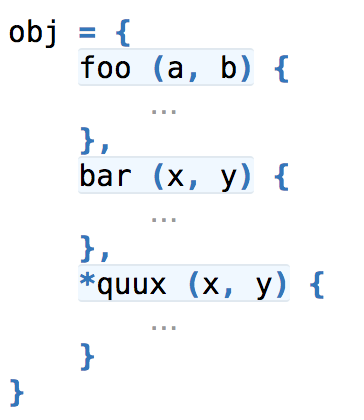 obj = {
    foo (a, b) {
        ...
    },
    bar (x, y) {
        ...
    },
    *quux (x, y) {
        ...
    }
}